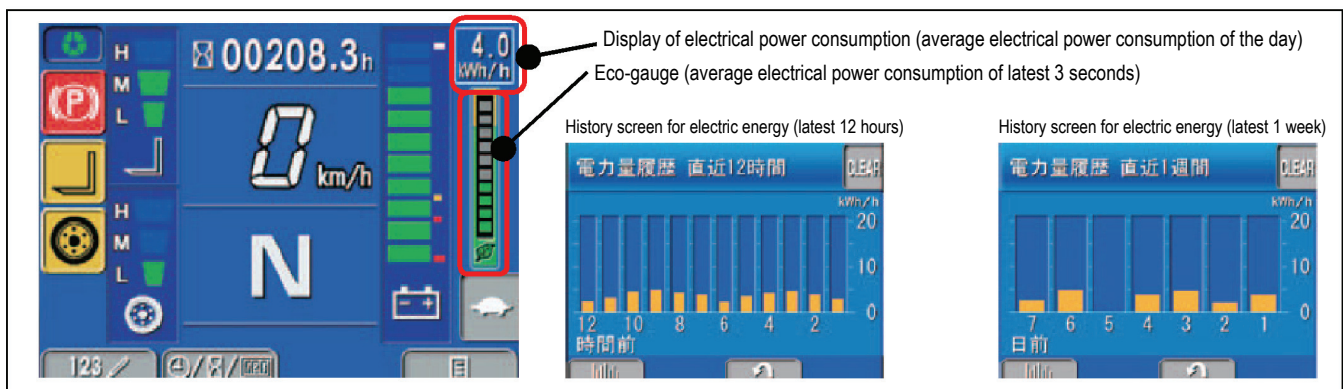 H
M
L
00208.3h
4.0
kWh/h
(P)
0 km/h
H
M
L
N
- +
123
Display of electrical power consumption (average electrical power consumption of the day)
Eco-gauge (average electrical power consumption of latest 3 seconds)
History screen for electric energy (latest 12 hours)
電力量履歴 直近12時間
CLEAR
kWh/h
20
10
0
12 10 8 6 4 2
時間前
History screen for electric energy (latest 1 week)
電力量履歴 直近1週間
CLEAR
kWh/h
20
10
0
7 6 5 4 3 2 1
日前